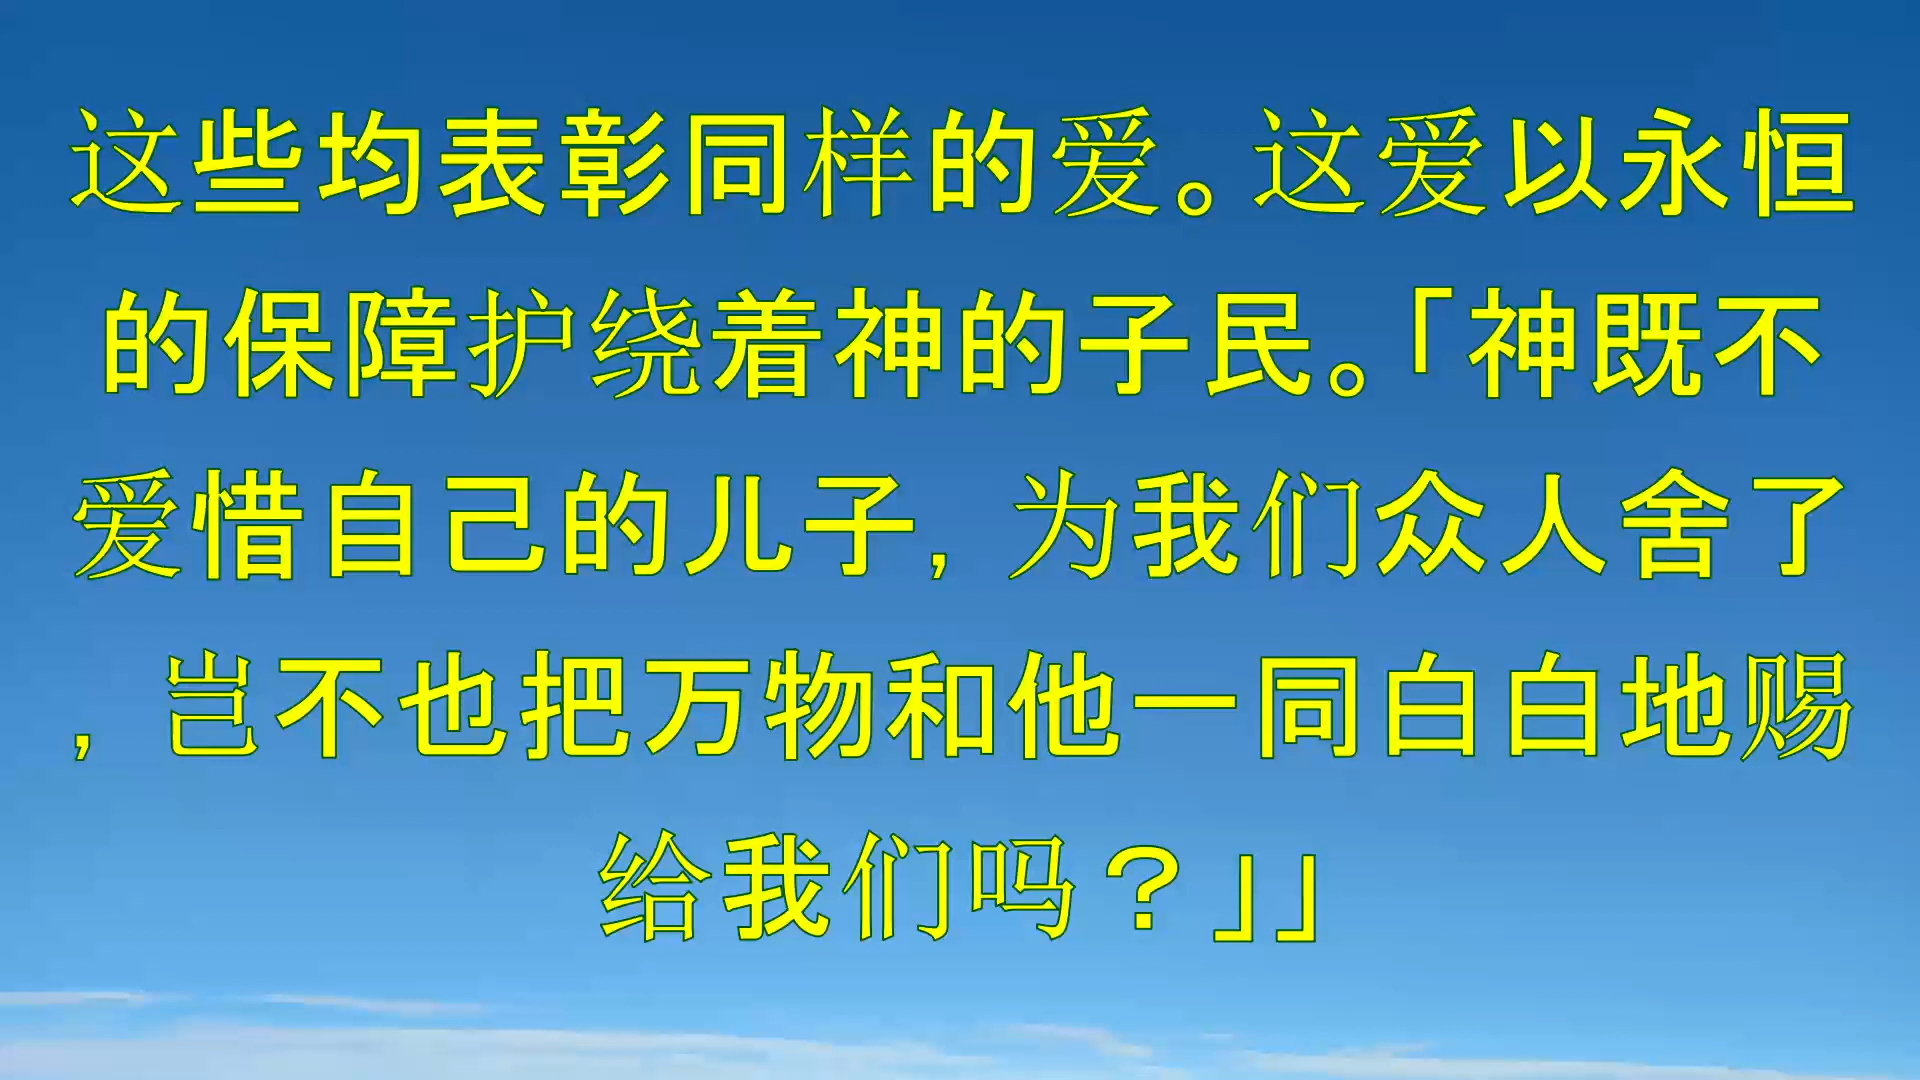 这些均表彰同样的爱。这爱以永恒
的保障护绕着神的子民。「神既不
爱惜自己的儿子，为我们众人舍了
，岂不也把万物和他一同白白地赐
给我们吗？」」